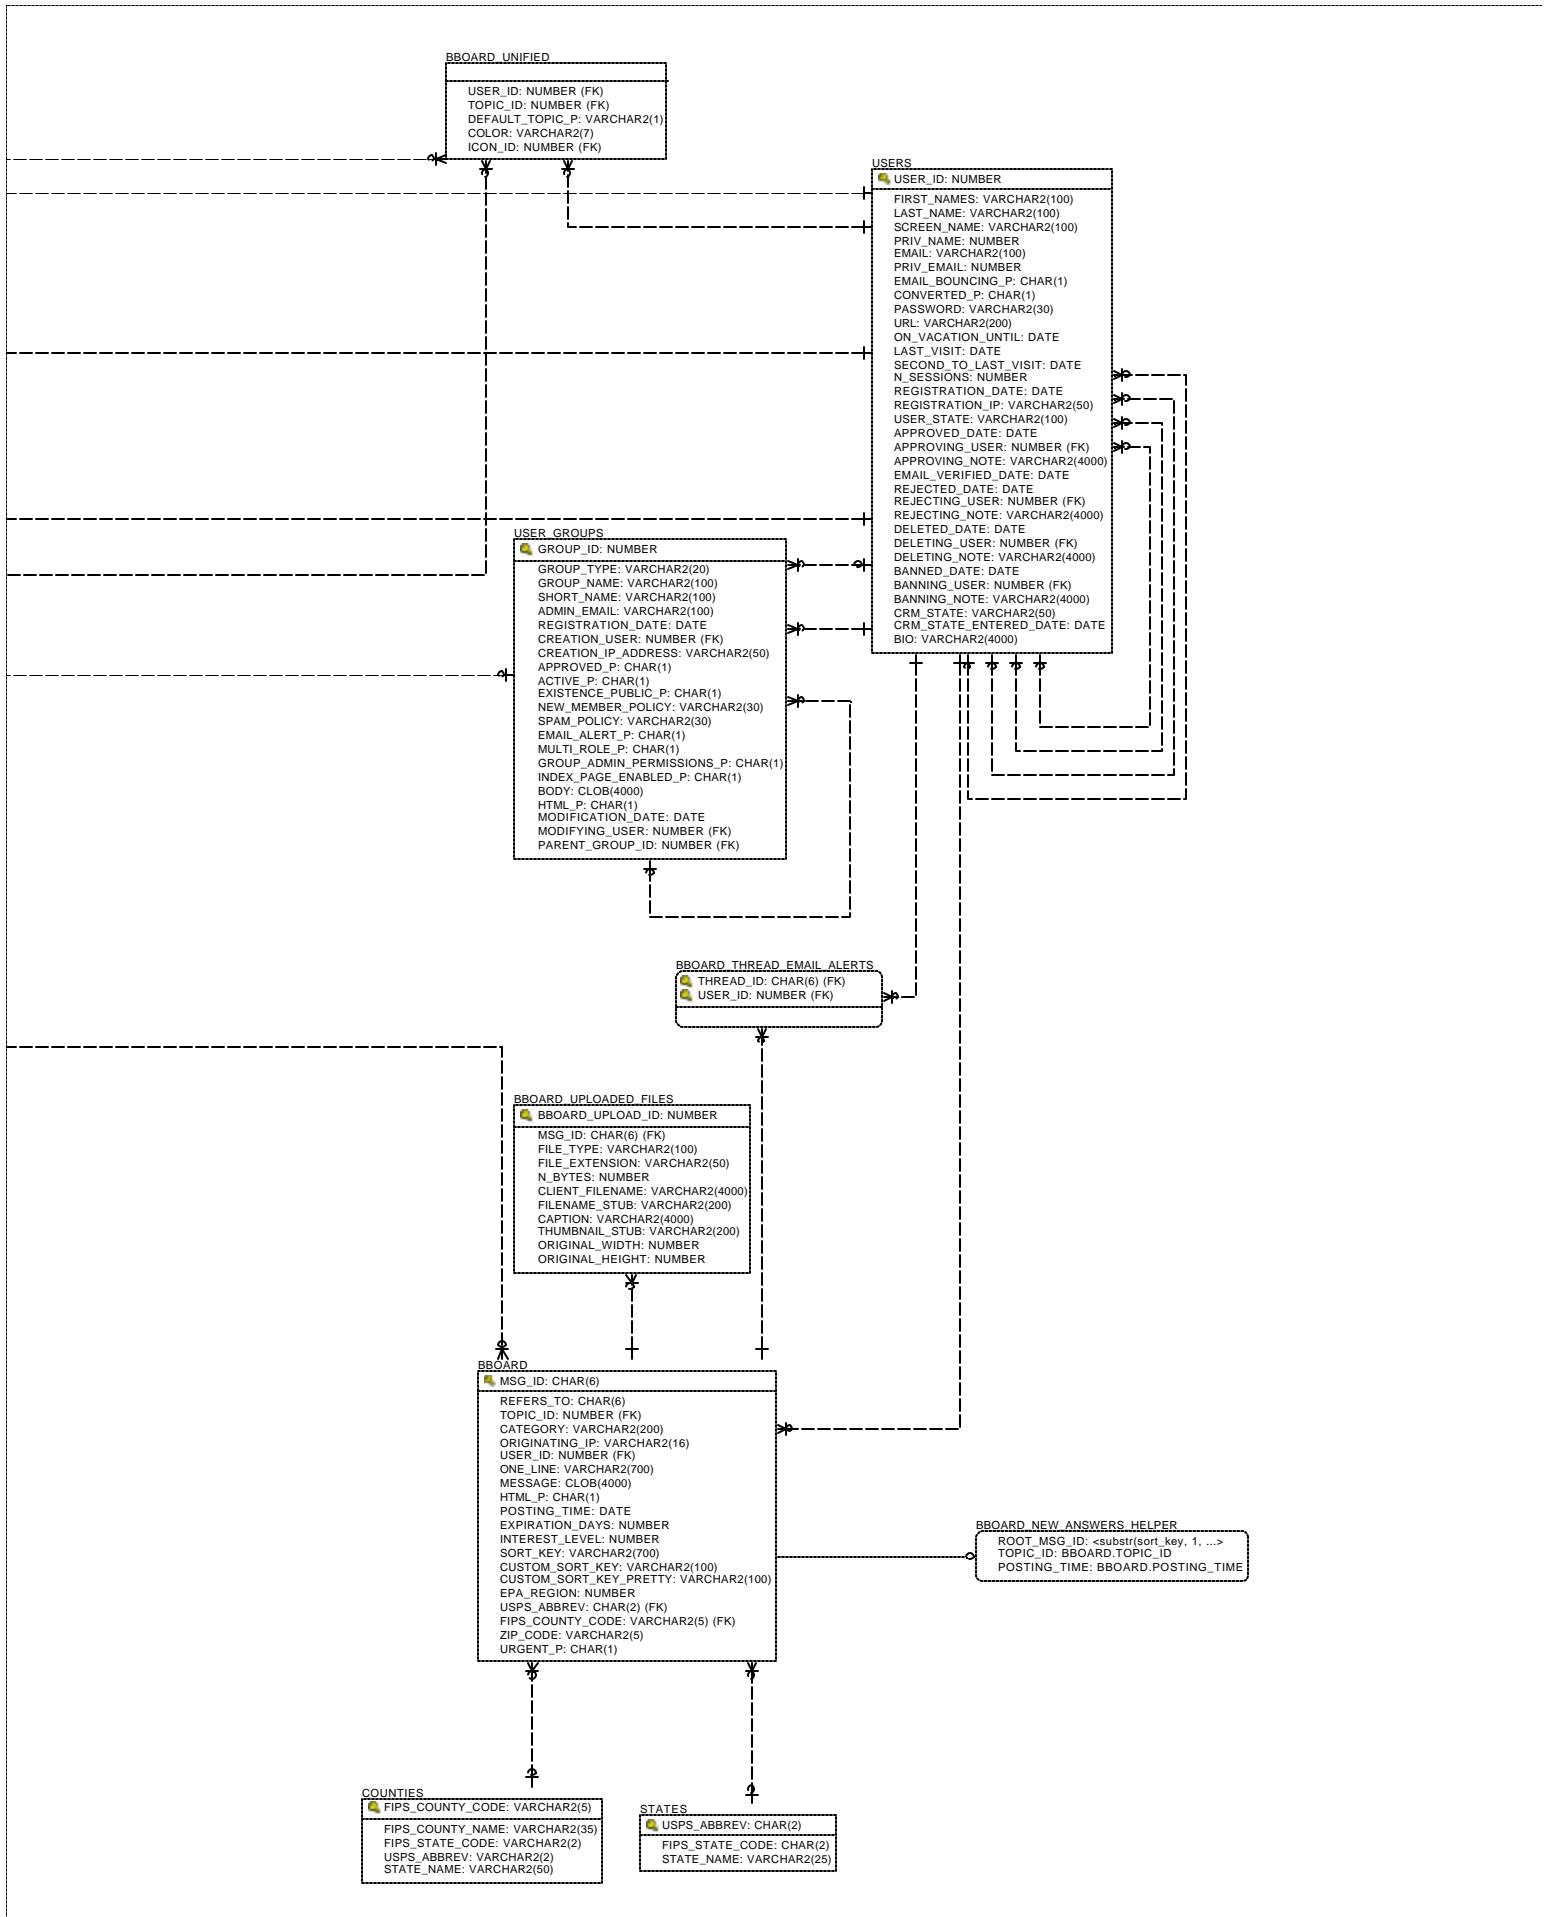 BBOARD_UNIFIED
USER_ID: NUMBER (FK)
TOPIC_ID: NUMBER (FK)
DEFAULT_TOPIC_P: VARCHAR2(1)
COLOR: VARCHAR2(7)
ICON_ID: NUMBER (FK)
USERS
USER_ID: NUMBER
FIRST_NAMES: VARCHAR2(100)
LAST_NAME: VARCHAR2(100)
SCREEN_NAME: VARCHAR2(100)
PRIV_NAME: NUMBER
EMAIL: VARCHAR2(100)
PRIV_EMAIL: NUMBER
EMAIL_BOUNCING_P: CHAR(1)
CONVERTED_P: CHAR(1)
PASSWORD: VARCHAR2(30)
URL: VARCHAR2(200)
ON_VACATION_UNTIL: DATE
LAST_VISIT: DATE
SECOND_TO_LAST_VISIT: DATE
N_SESSIONS: NUMBER
REGISTRATION_DATE: DATE
REGISTRATION_IP: VARCHAR2(50)
USER_STATE: VARCHAR2(100)
APPROVED_DATE: DATE
APPROVING_USER: NUMBER (FK)
APPROVING_NOTE: VARCHAR2(4000)
EMAIL_VERIFIED_DATE: DATE
REJECTED_DATE: DATE
REJECTING_USER: NUMBER (FK)
REJECTING_NOTE: VARCHAR2(4000)
DELETED_DATE: DATE
DELETING_USER: NUMBER (FK)
DELETING_NOTE: VARCHAR2(4000)
BANNED_DATE: DATE
BANNING_USER: NUMBER (FK)
BANNING_NOTE: VARCHAR2(4000)
CRM_STATE: VARCHAR2(50)
CRM_STATE_ENTERED_DATE: DATE
BIO: VARCHAR2(4000)
USER_GROUPS
GROUP_ID: NUMBER
GROUP_TYPE: VARCHAR2(20)
GROUP_NAME: VARCHAR2(100)
SHORT_NAME: VARCHAR2(100)
ADMIN_EMAIL: VARCHAR2(100)
REGISTRATION_DATE: DATE
CREATION_USER: NUMBER (FK)
CREATION_IP_ADDRESS: VARCHAR2(50)
APPROVED_P: CHAR(1)
ACTIVE_P: CHAR(1)
EXISTENCE_PUBLIC_P: CHAR(1)
NEW_MEMBER_POLICY: VARCHAR2(30)
SPAM_POLICY: VARCHAR2(30)
EMAIL_ALERT_P: CHAR(1)
MULTI_ROLE_P: CHAR(1)
GROUP_ADMIN_PERMISSIONS_P: CHAR(1)
INDEX_PAGE_ENABLED_P: CHAR(1)
BODY: CLOB(4000)
HTML_P: CHAR(1)
MODIFICATION_DATE: DATE
MODIFYING_USER: NUMBER (FK)
PARENT_GROUP_ID: NUMBER (FK)
BBOARD_THREAD_EMAIL_ALERTS
THREAD_ID: CHAR(6) (FK)
USER_ID: NUMBER (FK)
BBOARD_UPLOADED_FILES
BBOARD_UPLOAD_ID: NUMBER
MSG_ID: CHAR(6) (FK)
FILE_TYPE: VARCHAR2(100)
FILE_EXTENSION: VARCHAR2(50)
N_BYTES: NUMBER
CLIENT_FILENAME: VARCHAR2(4000)
FILENAME_STUB: VARCHAR2(200)
CAPTION: VARCHAR2(4000)
THUMBNAIL_STUB: VARCHAR2(200)
ORIGINAL_WIDTH: NUMBER
ORIGINAL_HEIGHT: NUMBER
BBOARD
MSG_ID: CHAR(6)
REFERS_TO: CHAR(6)
TOPIC_ID: NUMBER (FK)
CATEGORY: VARCHAR2(200)
ORIGINATING_IP: VARCHAR2(16)
USER_ID: NUMBER (FK)
ONE_LINE: VARCHAR2(700)
MESSAGE: CLOB(4000)
HTML_P: CHAR(1)
POSTING_TIME: DATE
EXPIRATION_DAYS: NUMBER
INTEREST_LEVEL: NUMBER
SORT_KEY: VARCHAR2(700)
CUSTOM_SORT_KEY: VARCHAR2(100)
CUSTOM_SORT_KEY_PRETTY: VARCHAR2(100)
EPA_REGION: NUMBER
USPS_ABBREV: CHAR(2) (FK)
FIPS_COUNTY_CODE: VARCHAR2(5) (FK)
ZIP_CODE: VARCHAR2(5)
URGENT_P: CHAR(1)
BBOARD_NEW_ANSWERS_HELPER
ROOT_MSG_ID: <substr(sort_key, 1, ...>
TOPIC_ID: BBOARD.TOPIC_ID
POSTING_TIME: BBOARD.POSTING_TIME
COUNTIES
FIPS_COUNTY_CODE: VARCHAR2(5)
FIPS_COUNTY_NAME: VARCHAR2(35)
FIPS_STATE_CODE: VARCHAR2(2)
USPS_ABBREV: VARCHAR2(2)
STATE_NAME: VARCHAR2(50)
STATES
USPS_ABBREV: CHAR(2)
FIPS_STATE_CODE: CHAR(2)
STATE_NAME: VARCHAR2(25)